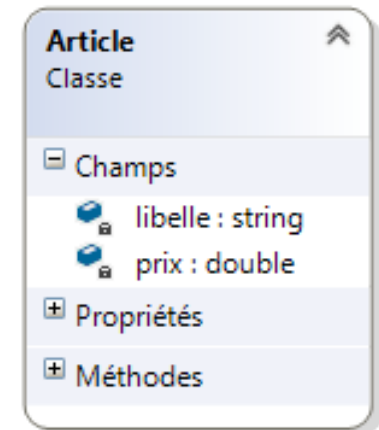 Article
Classe
Champs
libelle : string
prix : double
Propriétés
Méthodes